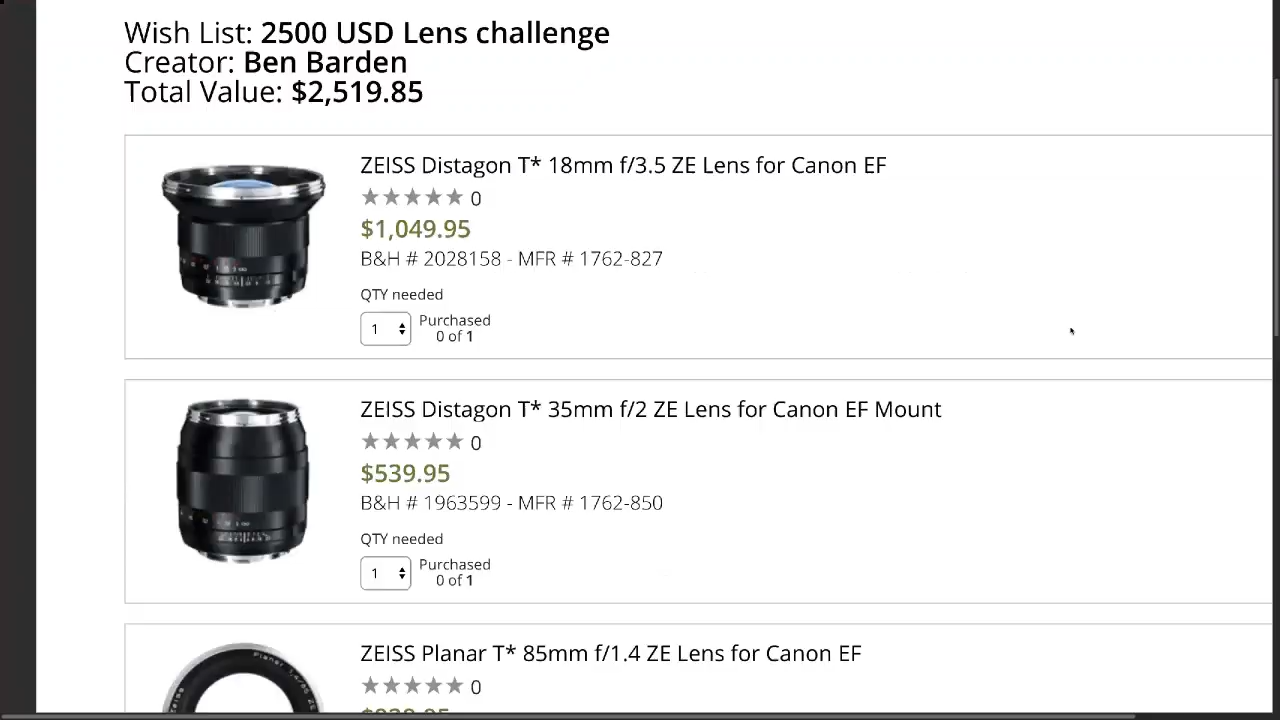 Wish List: 2500 USD Lens challenge
Creator: Ben Barden
Total Value: $2,519.85
ZEISS Distagon T* 18mm f/3.5 ZE Lens for Canon EF
0
$1,049.95
B&H # 2028158 - MFR # 1762-827
QTY needed
1
Purchased
0 of 1
ZEISS Distagon T* 35mm f/2 ZE Lens for Canon EF Mount
0
$539.95
B&H # 1963599 - MFR # 1762-850
QTY needed
1
Purchased
0 of 1
ZEISS Planar T* 85mm f/1.4 ZE Lens for Canon EF
0